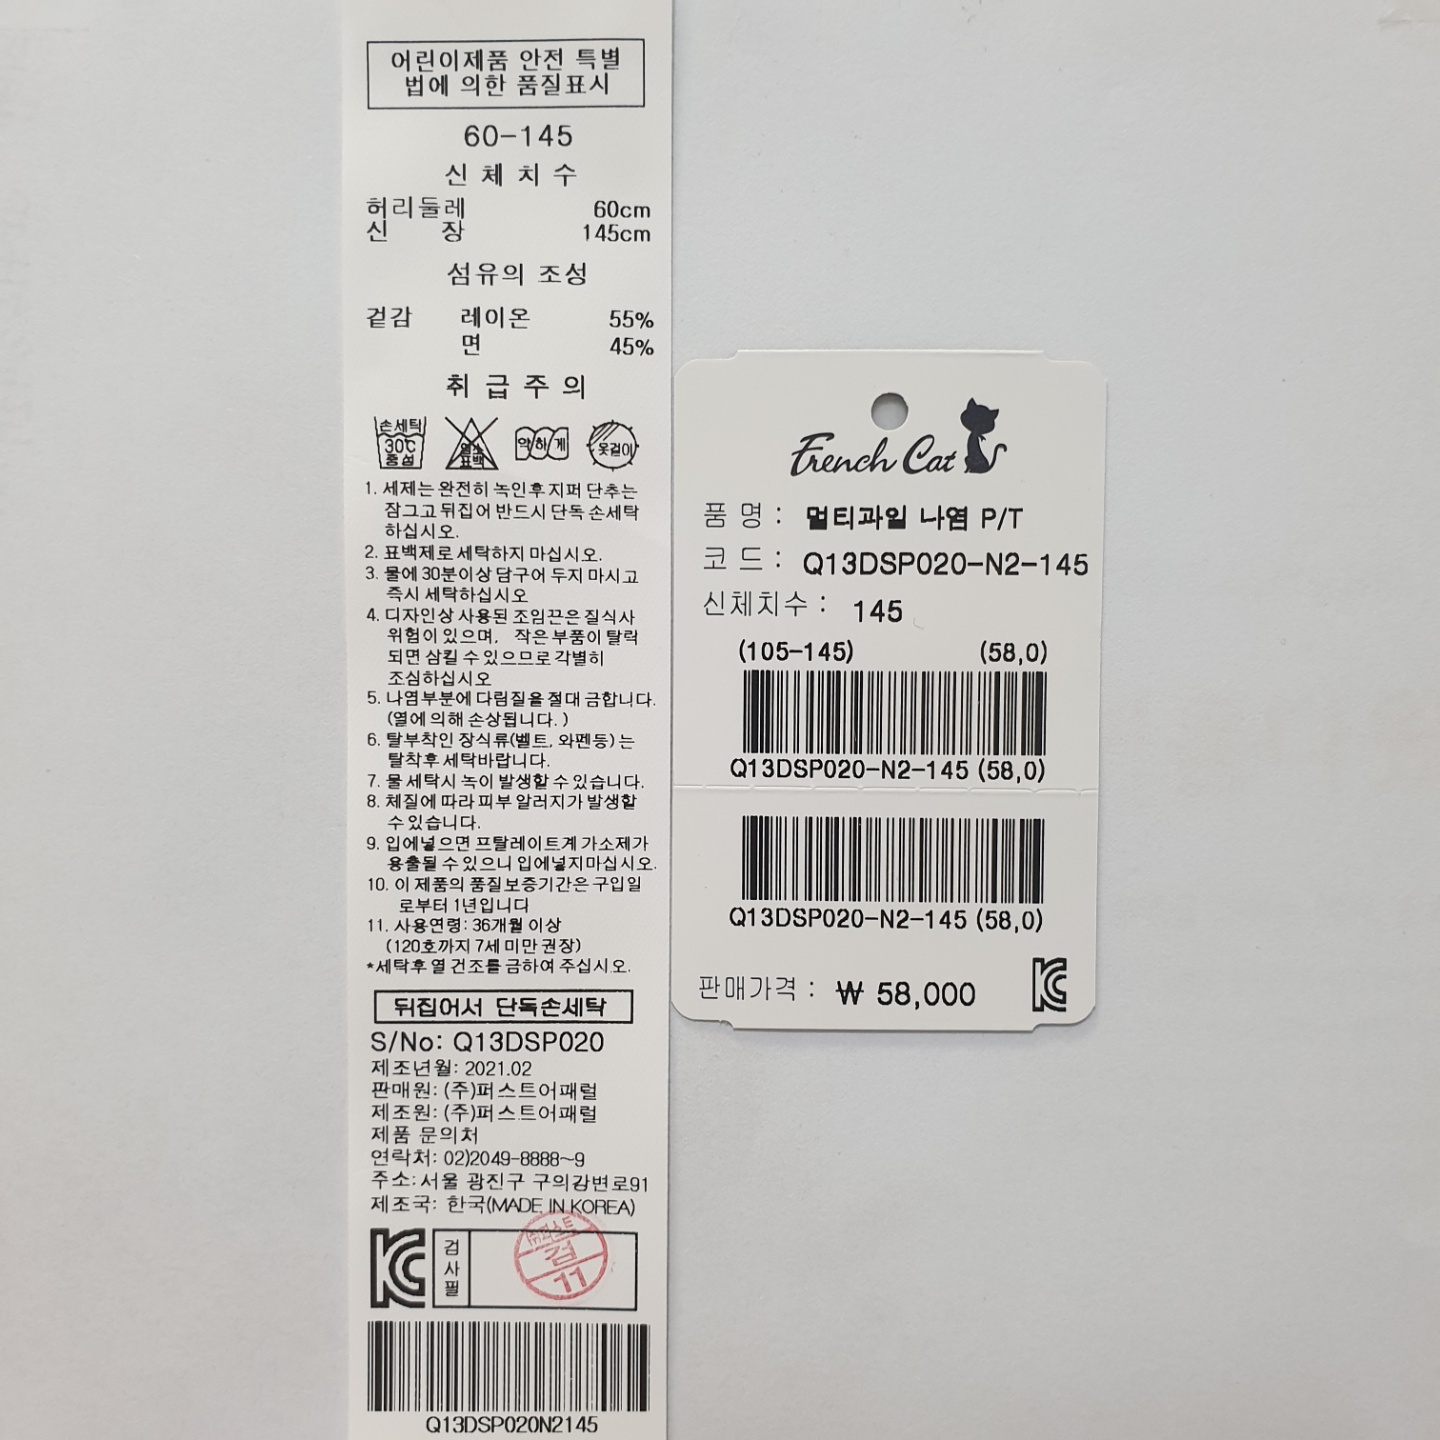 어린이제품 안전 특별
법에 의한 품질표시
60-145
신 체 치 수
허리둘레 60cm
신 장 145cm
섬유의 조성
겉감 레이온 55%
면 45%
취 급 주 의
손세탁 30℃ 중성
염소 표백
약하게
옷걸이
1. 세제는 완전히 녹인후 지퍼 단추는
잠그고 뒤집어 반드시 단독 손세탁
하십시오.
2. 표백제로 세탁하지 마십시오.
3. 물에 30분이상 담구어 두지 마시고
즉시 세탁하십시오
4. 디자인상 사용된 조임끈은 질식사
위험이 있으며, 작은 부품이 탈락
되면 삼킬 수 있으므로 각별히
조심하십시오
5. 나염부분에 다림질을 절대 금합니다.
(열에 의해 손상됩니다. )
6. 탈부착인 장식류(벨트, 와펜등) 는
탈착후 세탁바랍니다.
7. 물 세탁시 녹이 발생할 수 있습니다.
8. 체질에 따라 피부 알러지가 발생할
수 있습니다.
9. 입에넣으면 프탈레이트계 가소제가
용출될 수 있으니 입에넣지마십시오.
10. 이 제품의 품질보증기간은 구입일
로부터 1년입니다
11. 사용연령: 36개월 이상
(120호까지 7세 미만 권장)
*세탁후 열 건조를 금하여 주십시오.
뒤집어서 단독손세탁
S/No: Q13DSP020
제조년월: 2021.02
판매원: (주)퍼스트어패럴
제조원: (주)퍼스트어패럴
제품 문의처
연락처: 02)2049-8888~9
주소: 서울 광진구 구의강변로91
제조국: 한국(MADE IN KOREA)
KC
검사필
(주)퍼스트
검
11
Q13DSP020N2145
French Cat
품 명 : 멀티과일 나염 P/T
코 드 : Q13DSP020-N2-145
신체치수 : 145
(105-145) (58,0)
Q13DSP020-N2-145 (58,0)
Q13DSP020-N2-145 (58,0)
판매가격 : ₩ 58,000
KC